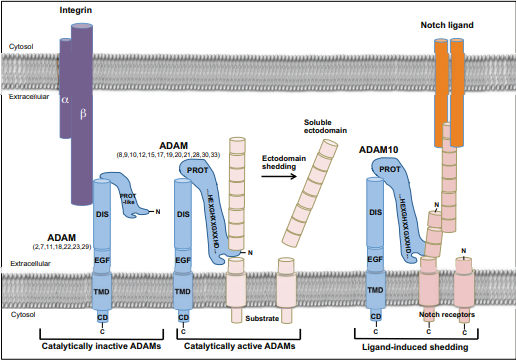 Integrin
Notch ligand
Cytosol
Extracellular
α
β
Soluble
ectodomain
ADAM
(8,9,10,12,15,17,19,20,21,28,30,33)
Ectodomain
shedding
ADAM10
PROT
PROT
PROT
-like
N
HEXGHXXGXXHD
HEXGHXXGXXHD
N
N
N
DIS
DIS
DIS
ADAM
(2,7,11,18,22,23,29)
EGF
EGF
EGF
Extracellular
TMD
TMD
TMD
Cytosol
CD
CD
CD
Substrate
Notch receptors
C
C
C
C
C
Catalytically inactive ADAMs
Catalytically active ADAMs
Ligand-induced shedding